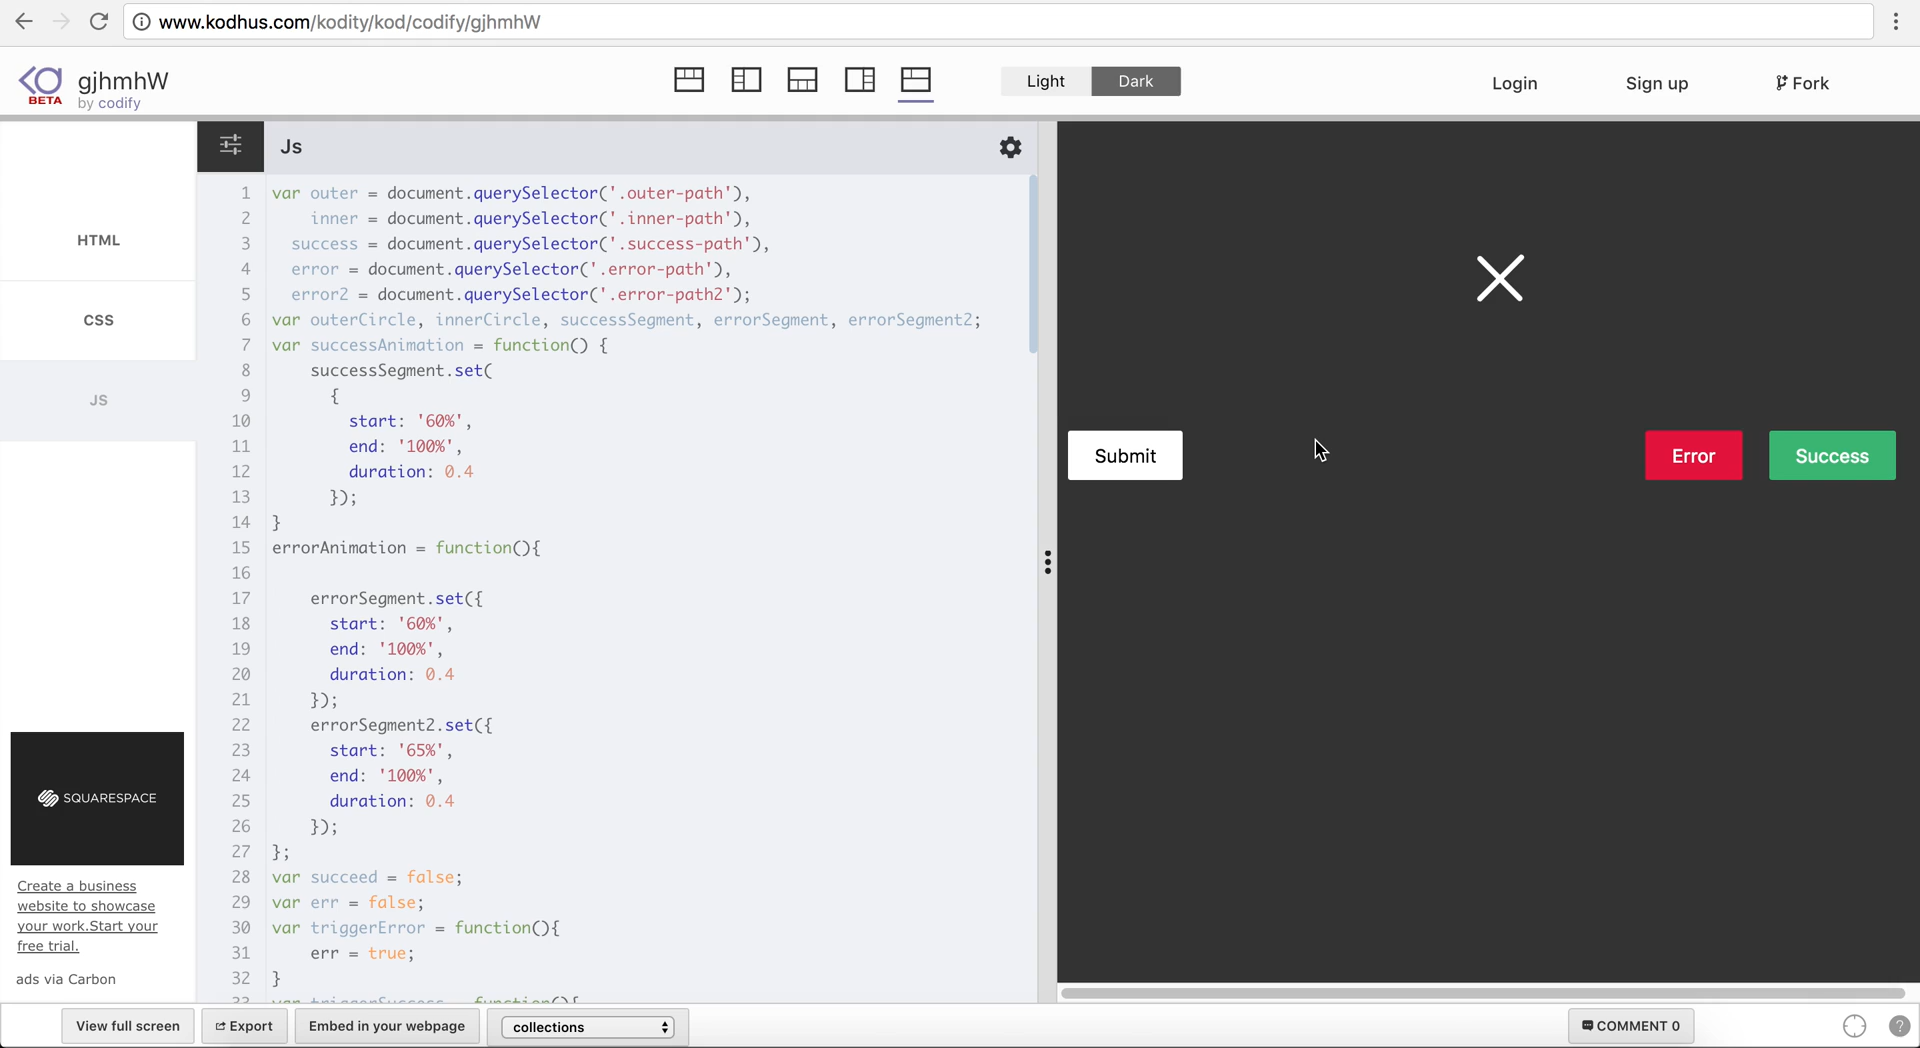 www.kodhus.com/kodity/kod/codify/gjhmhW
BETA
gjhmhW
by codify
Light
Dark
Login
Sign up
Fork
HTML
CSS
JS
Js
1 var outer = document.querySelector('.outer-path'),
2 inner = document.querySelector('.inner-path'),
3 success = document.querySelector('.success-path'),
4 error = document.querySelector('.error-path'),
5 error2 = document.querySelector('.error-path2');
6 var outerCircle, innerCircle, successSegment, errorSegment, errorSegment2;
7 var successAnimation = function() {
8 successSegment.set(
9 {
10 start: '60%',
11 end: '100%',
12 duration: 0.4
13 });
14 }
15 errorAnimation = function(){
16
17 errorSegment.set({
18 start: '60%',
19 end: '100%',
20 duration: 0.4
21 });
22 errorSegment2.set({
23 start: '65%',
24 end: '100%',
25 duration: 0.4
26 });
27 };
28 var succeed = false;
29 var err = false;
30 var triggerError = function(){
31 err = true;
32 }
33 var triggerSuccess = function(){
Submit
Error
Success
SQUARESPACE
Create a business
website to showcase
your work.Start your
free trial.
ads via Carbon
View full screen
Export
Embed in your webpage
collections
COMMENT 0
?